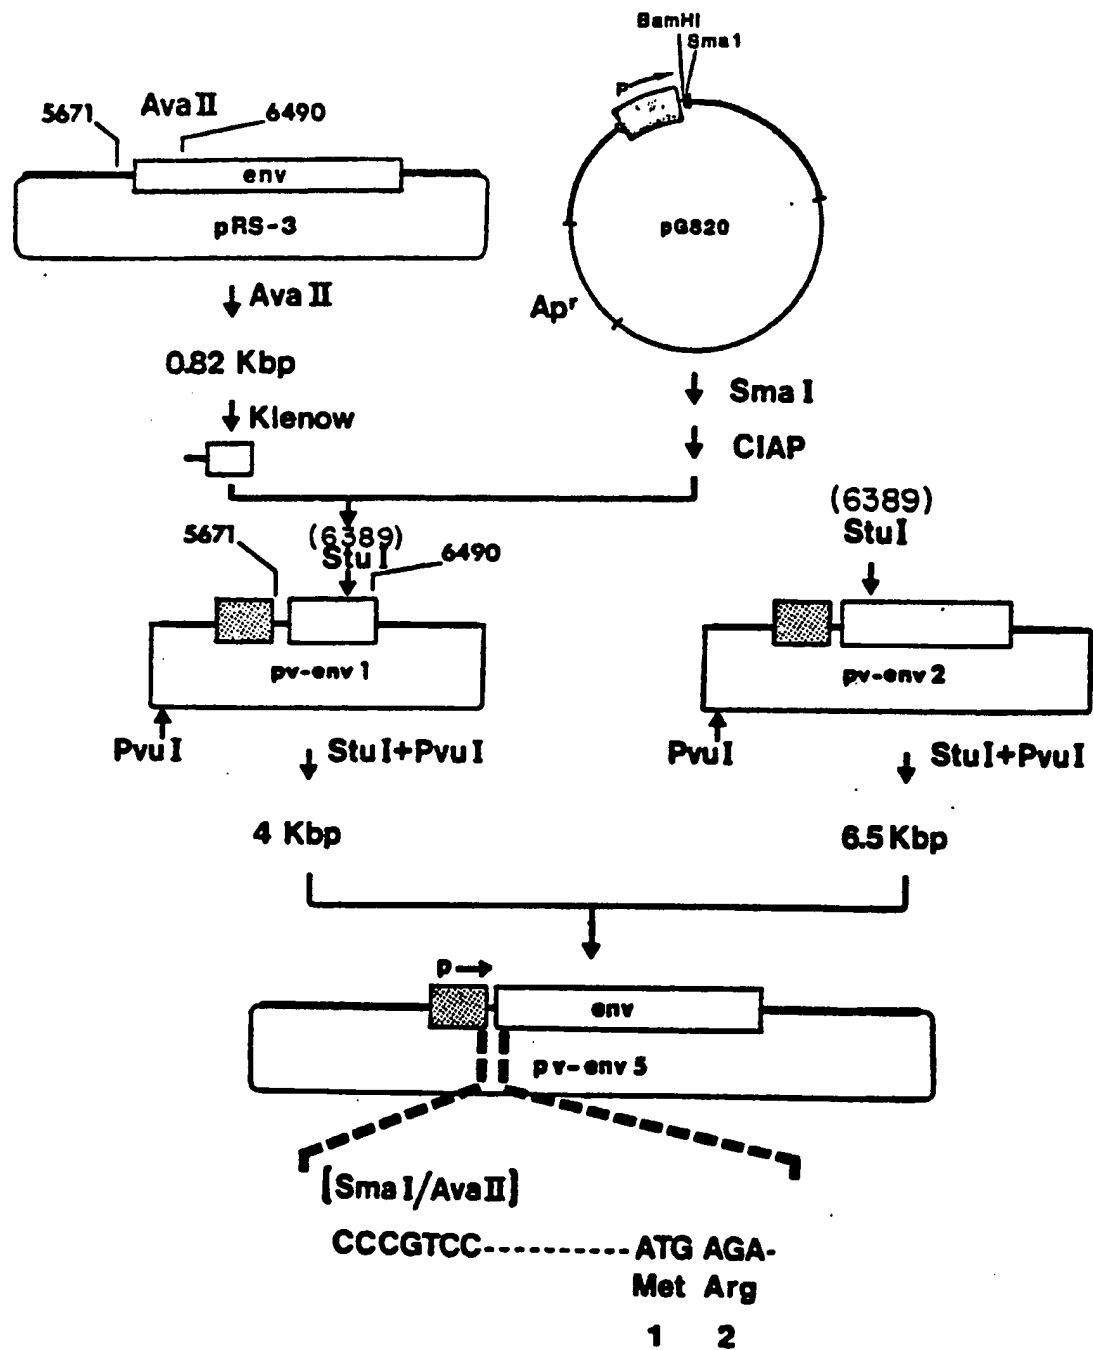 BamHI
Sma1
P
5671
Ava II
6490
env
pRS-3
pGS20
Apʳ
Ava II
0.82 Kbp
Klenow
Sma I
CIAP
(6389)
Stu I
5671
6490
pv-env 1
Pvu I
Stu I+Pvu I
4 Kbp
(6389)
Stu I
pv-env 2
Pvu I
Stu I+Pvu I
6.5 Kbp
P
env
pv-env 5
[Sma I/Ava II]
CCCGTCC----------ATG AGA-
Met Arg
1 2